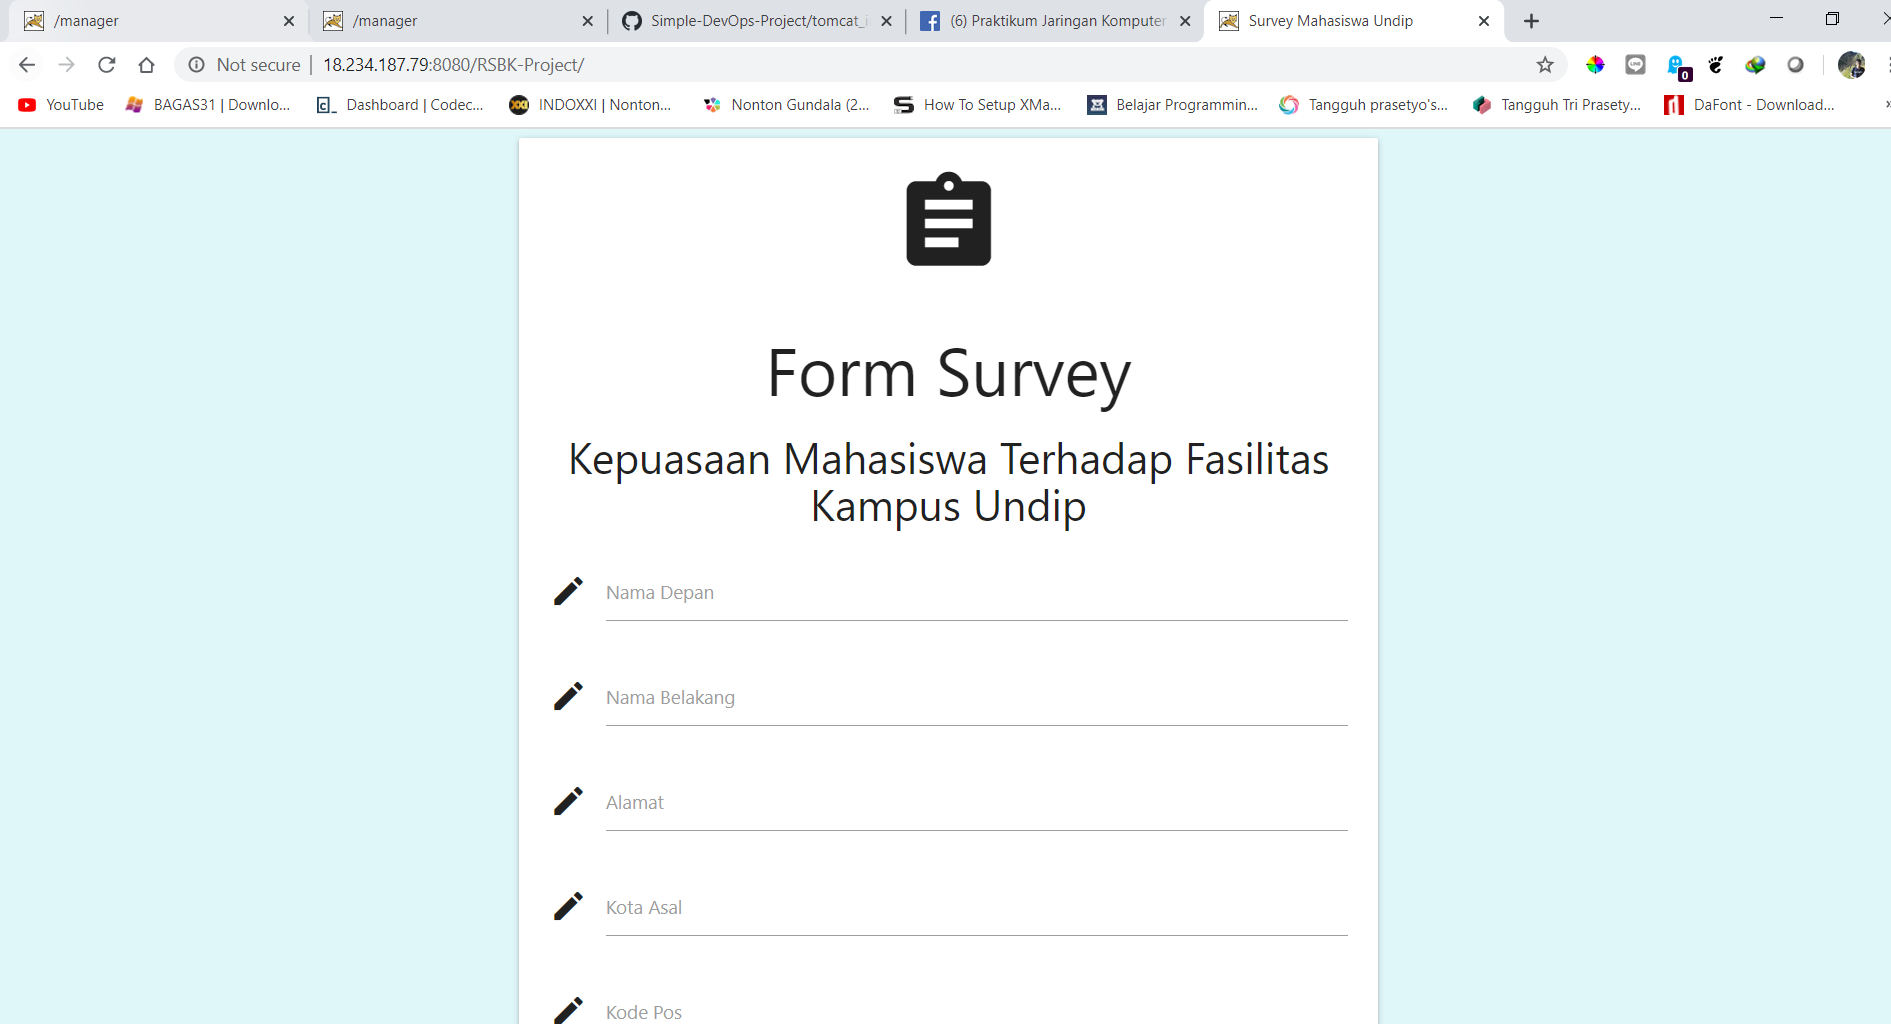 /manager
/manager
Simple-DevOps-Project/tomcat_i
(6) Praktikum Jaringan Komputer
Survey Mahasiswa Undip
Not secure | 18.234.187.79:8080/RSBK-Project/
0
YouTube
BAGAS31 | Downlo...
Dashboard | Codec...
INDOXXI | Nonton...
Nonton Gundala (2...
How To Setup XMa...
Belajar Programmin...
Tangguh prasetyo's...
Tangguh Tri Prasety...
DaFont - Download...
Form Survey
Kepuasaan Mahasiswa Terhadap Fasilitas
Kampus Undip
Nama Depan
Nama Belakang
Alamat
Kota Asal
Kode Pos